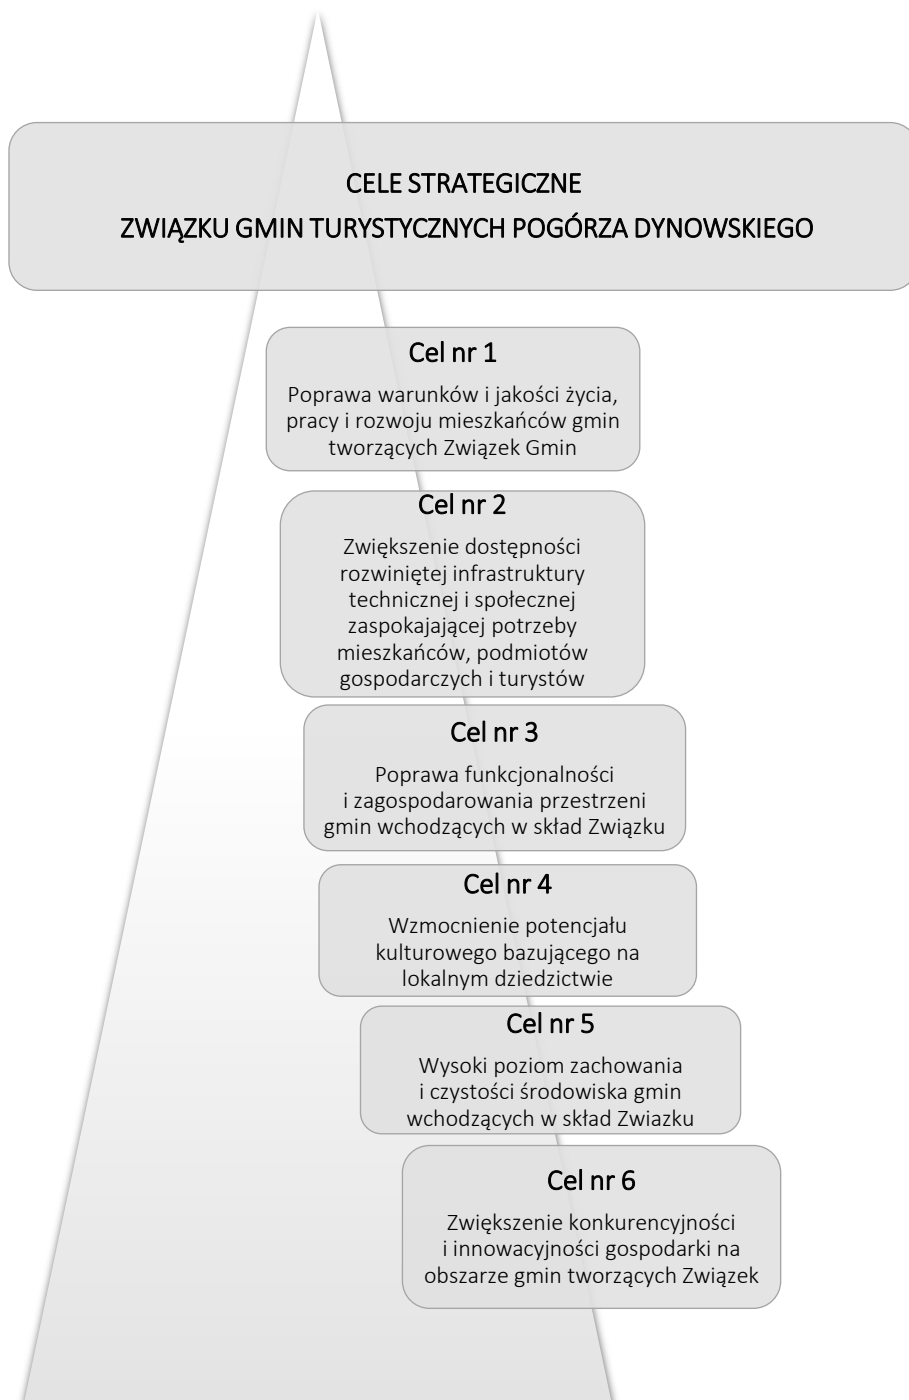 CELE STRATEGICZNE
ZWIĄZKU GMIN TURYSTYCZNYCH POGÓRZA DYNOWSKIEGO
Cel nr 1
Poprawa warunków i jakości życia,
pracy i rozwoju mieszkańców gmin
tworzących Związek Gmin
Cel nr 2
Zwiększenie dostępności
rozwiniętej infrastruktury
technicznej i społecznej
zaspokajającej potrzeby
mieszkańców, podmiotów
gospodarczych i turystów
Cel nr 3
Poprawa funkcjonalności
i zagospodarowania przestrzeni
gmin wchodzących w skład Związku
Cel nr 4
Wzmocnienie potencjału
kulturowego bazującego na
lokalnym dziedzictwie
Cel nr 5
Wysoki poziom zachowania
i czystości środowiska gmin
wchodzących w skład Zwiazku
Cel nr 6
Zwiększenie konkurencyjności
i innowacyjności gospodarki na
obszarze gmin tworzących Związek